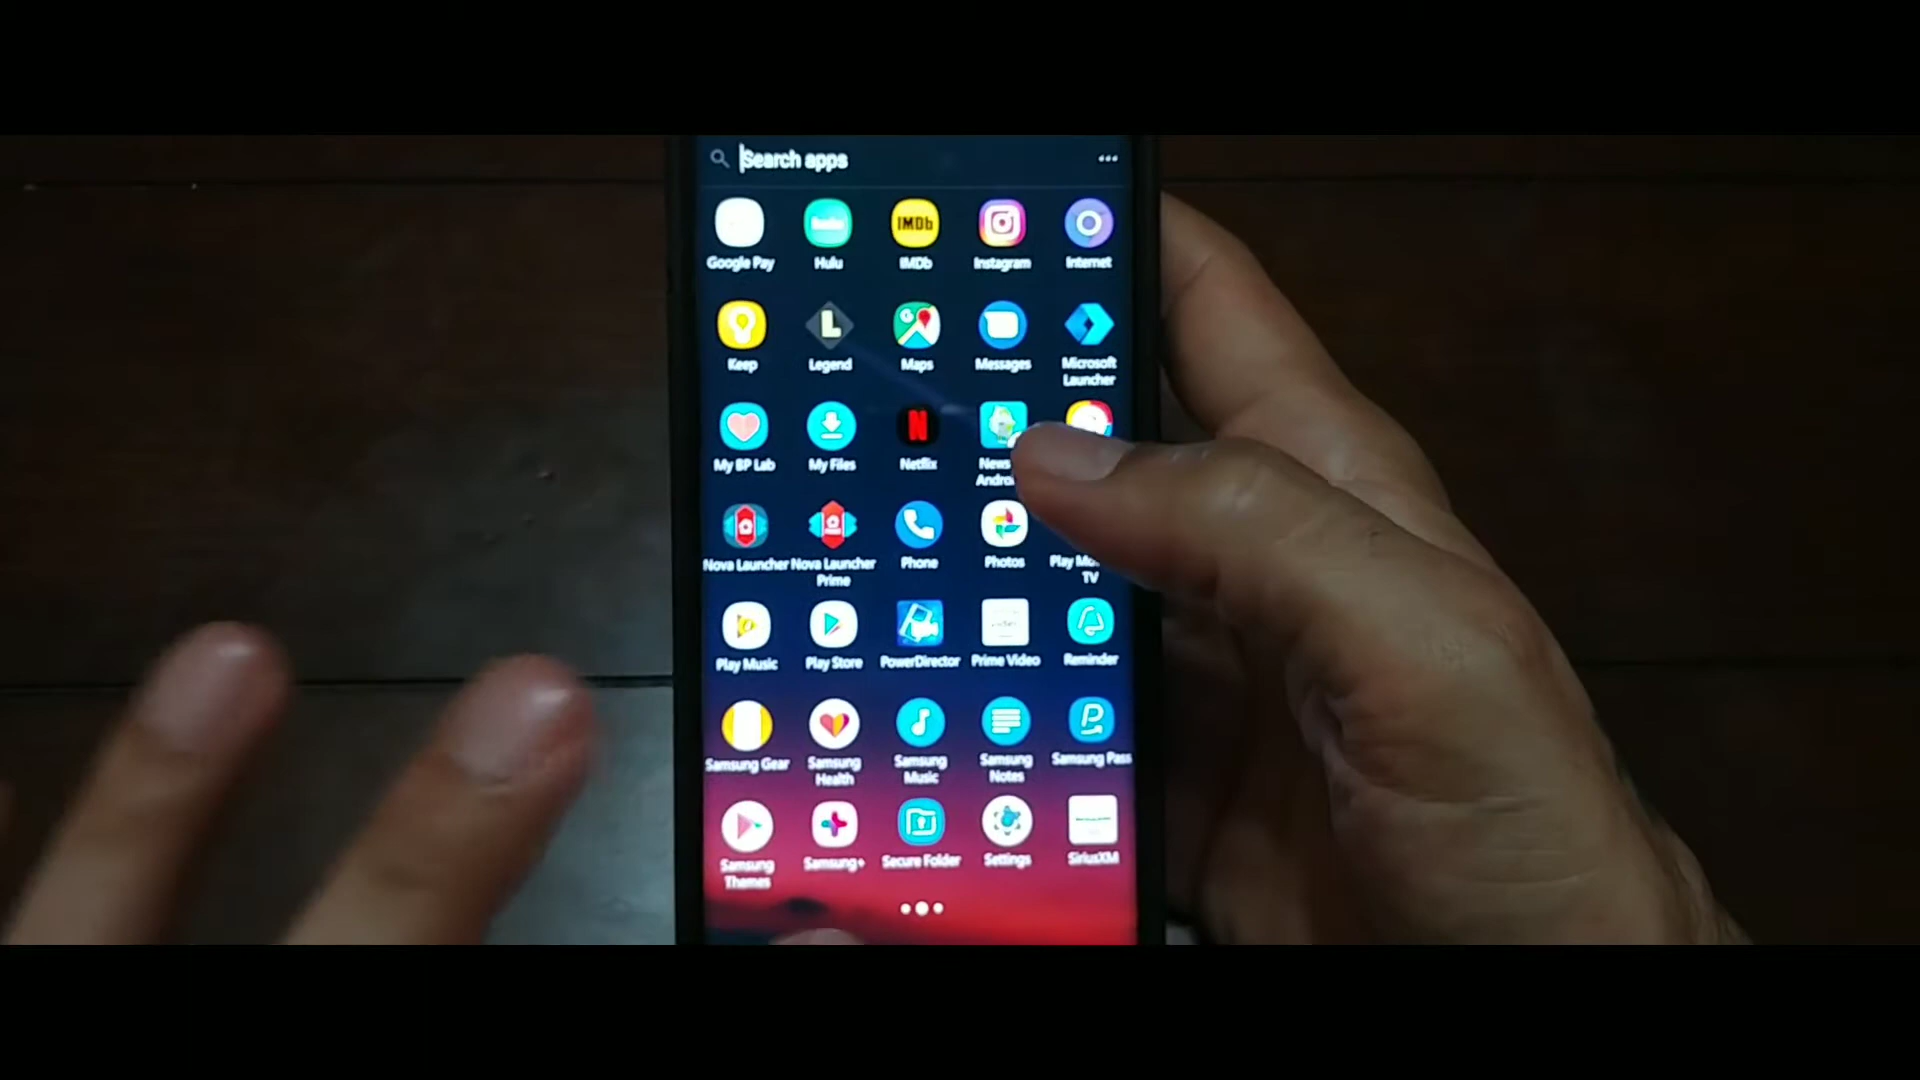 Search apps
Google Pay
Hulu
IMDb
IMDb
Instagram
Internet
Keep
L
Legend
G
Maps
Messages
Microsoft
Launcher
My BP Lab
My Files
N
Netflix
News
Nova Launcher
Nova Launcher
Prime
Phone
Photos
Play
TV
Play Music
Play Store
PowerDirector
Prime Video
Reminder
Samsung Gear
Samsung
Health
Samsung
Music
Samsung
Notes
Samsung Pass
Samsung
Themes
Samsung+
Secure Folder
Settings
SiriusXM